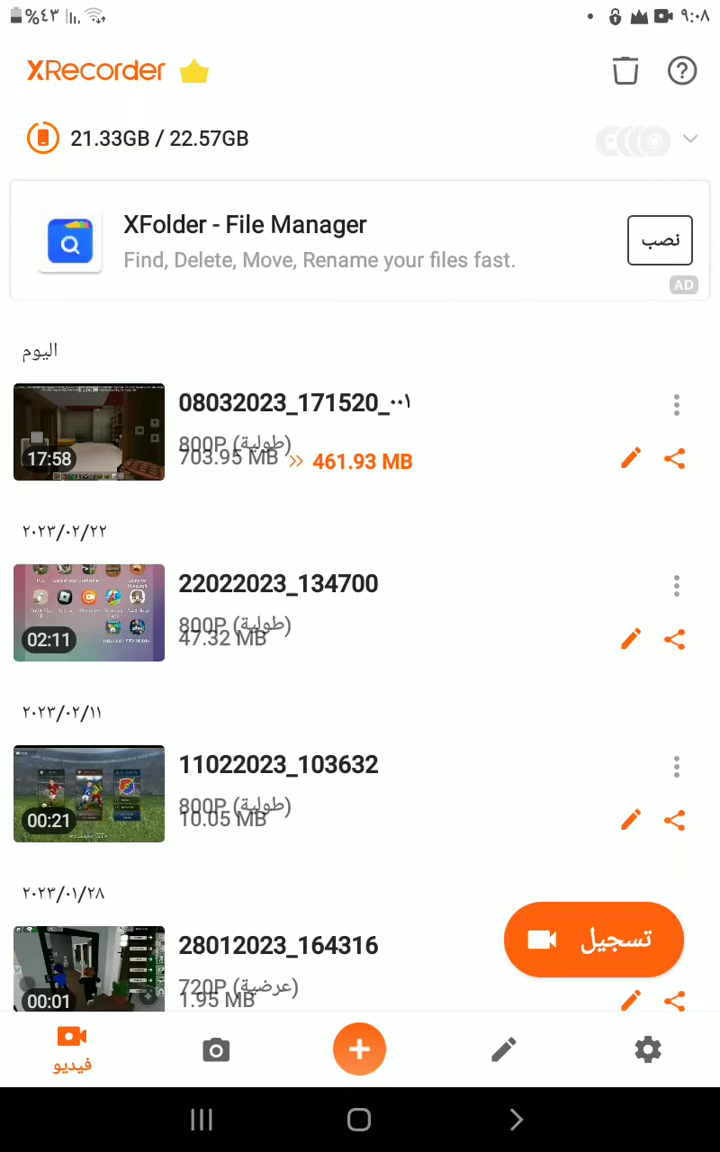 %٤٣
٩:٠٨
XRecorder
21.33GB / 22.57GB
XFolder - File Manager
Find, Delete, Move, Rename your files fast.
نصب
AD
اليوم
08032023_171520_٠٠١
800P (طولية)
703.95 MB » 461.93 MB
17:58
٢٠٢٣/٠٢/٢٢
22022023_134700
800P (طولية)
47.32 MB
02:11
٢٠٢٣/٠٢/١١
11022023_103632
800P (طولية)
10.05 MB
00:21
٢٠٢٣/٠١/٢٨
28012023_164316
720P (عرضية)
1.95 MB
00:01
تسجيل
فيديو